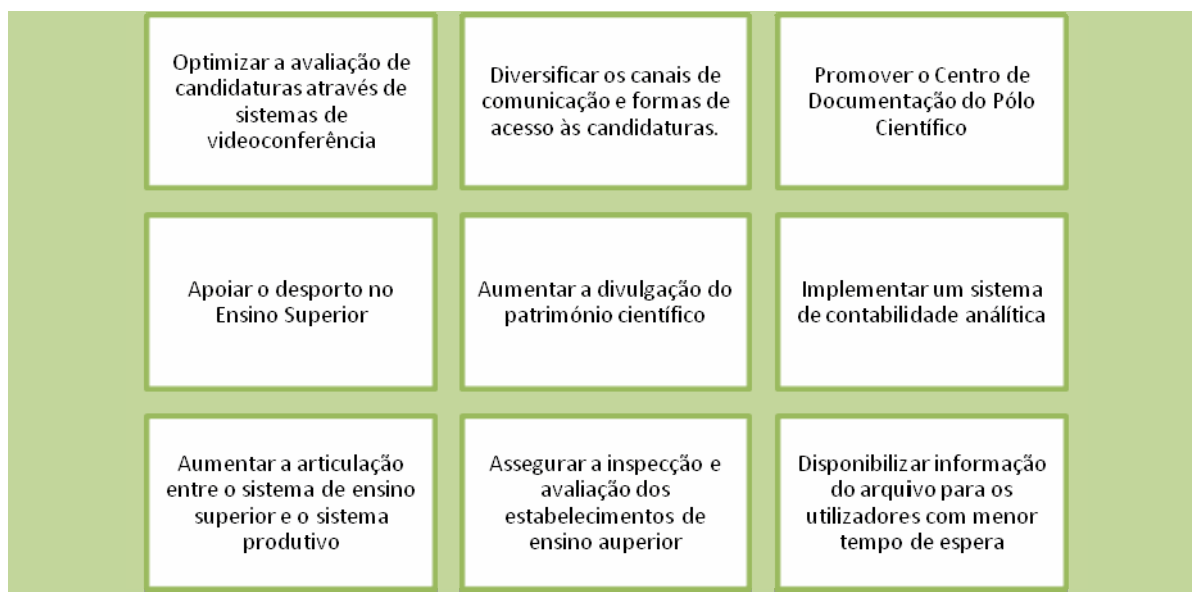 Optimizar a avaliação de
candidaturas através de
sistemas de
videoconferência
Diversificar os canais de
comunicação e formas de
acesso às candidaturas.
Promover o Centro de
Documentação do Pólo
Científico
Apoiar o desporto no
Ensino Superior
Aumentar a divulgação do
património científico
Implementar um sistema
de contabilidade análítica
Aumentar a articulação
entre o sistema de ensino
superior e o sistema
produtivo
Assegurar a inspecção e
avaliação dos
estabelecimentos de
ensino auperior
Disponibilizar informação
do arquivo para os
utilizadores com menor
tempo de espera